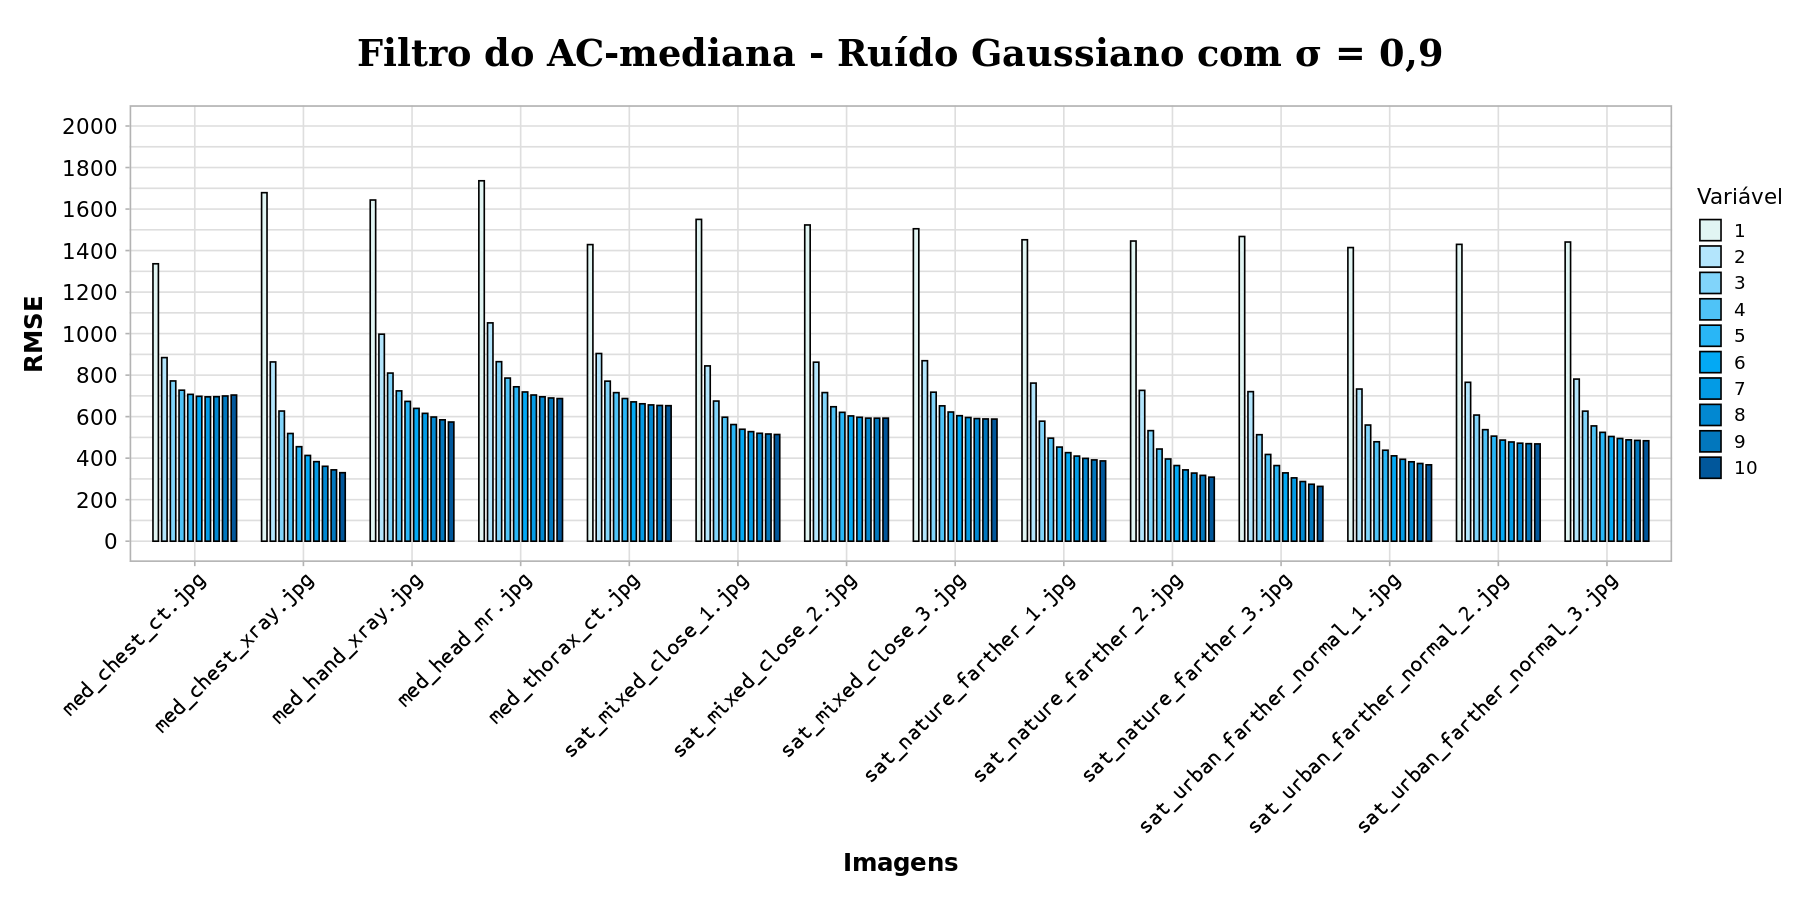 Filtro do AC-mediana - Ruído Gaussiano com σ = 0,9
RMSE
2000
1800
1600
1400
1200
1000
800
600
400
200
0
med_chest_ct.jpg
med_chest_xray.jpg
med_hand_xray.jpg
med_head_mr.jpg
med_thorax_ct.jpg
sat_mixed_close_1.jpg
sat_mixed_close_2.jpg
sat_mixed_close_3.jpg
sat_nature_farther_1.jpg
sat_nature_farther_2.jpg
sat_nature_farther_3.jpg
sat_urban_farther_normal_1.jpg
sat_urban_farther_normal_2.jpg
sat_urban_farther_normal_3.jpg
Imagens
Variável
1
2
3
4
5
6
7
8
9
10